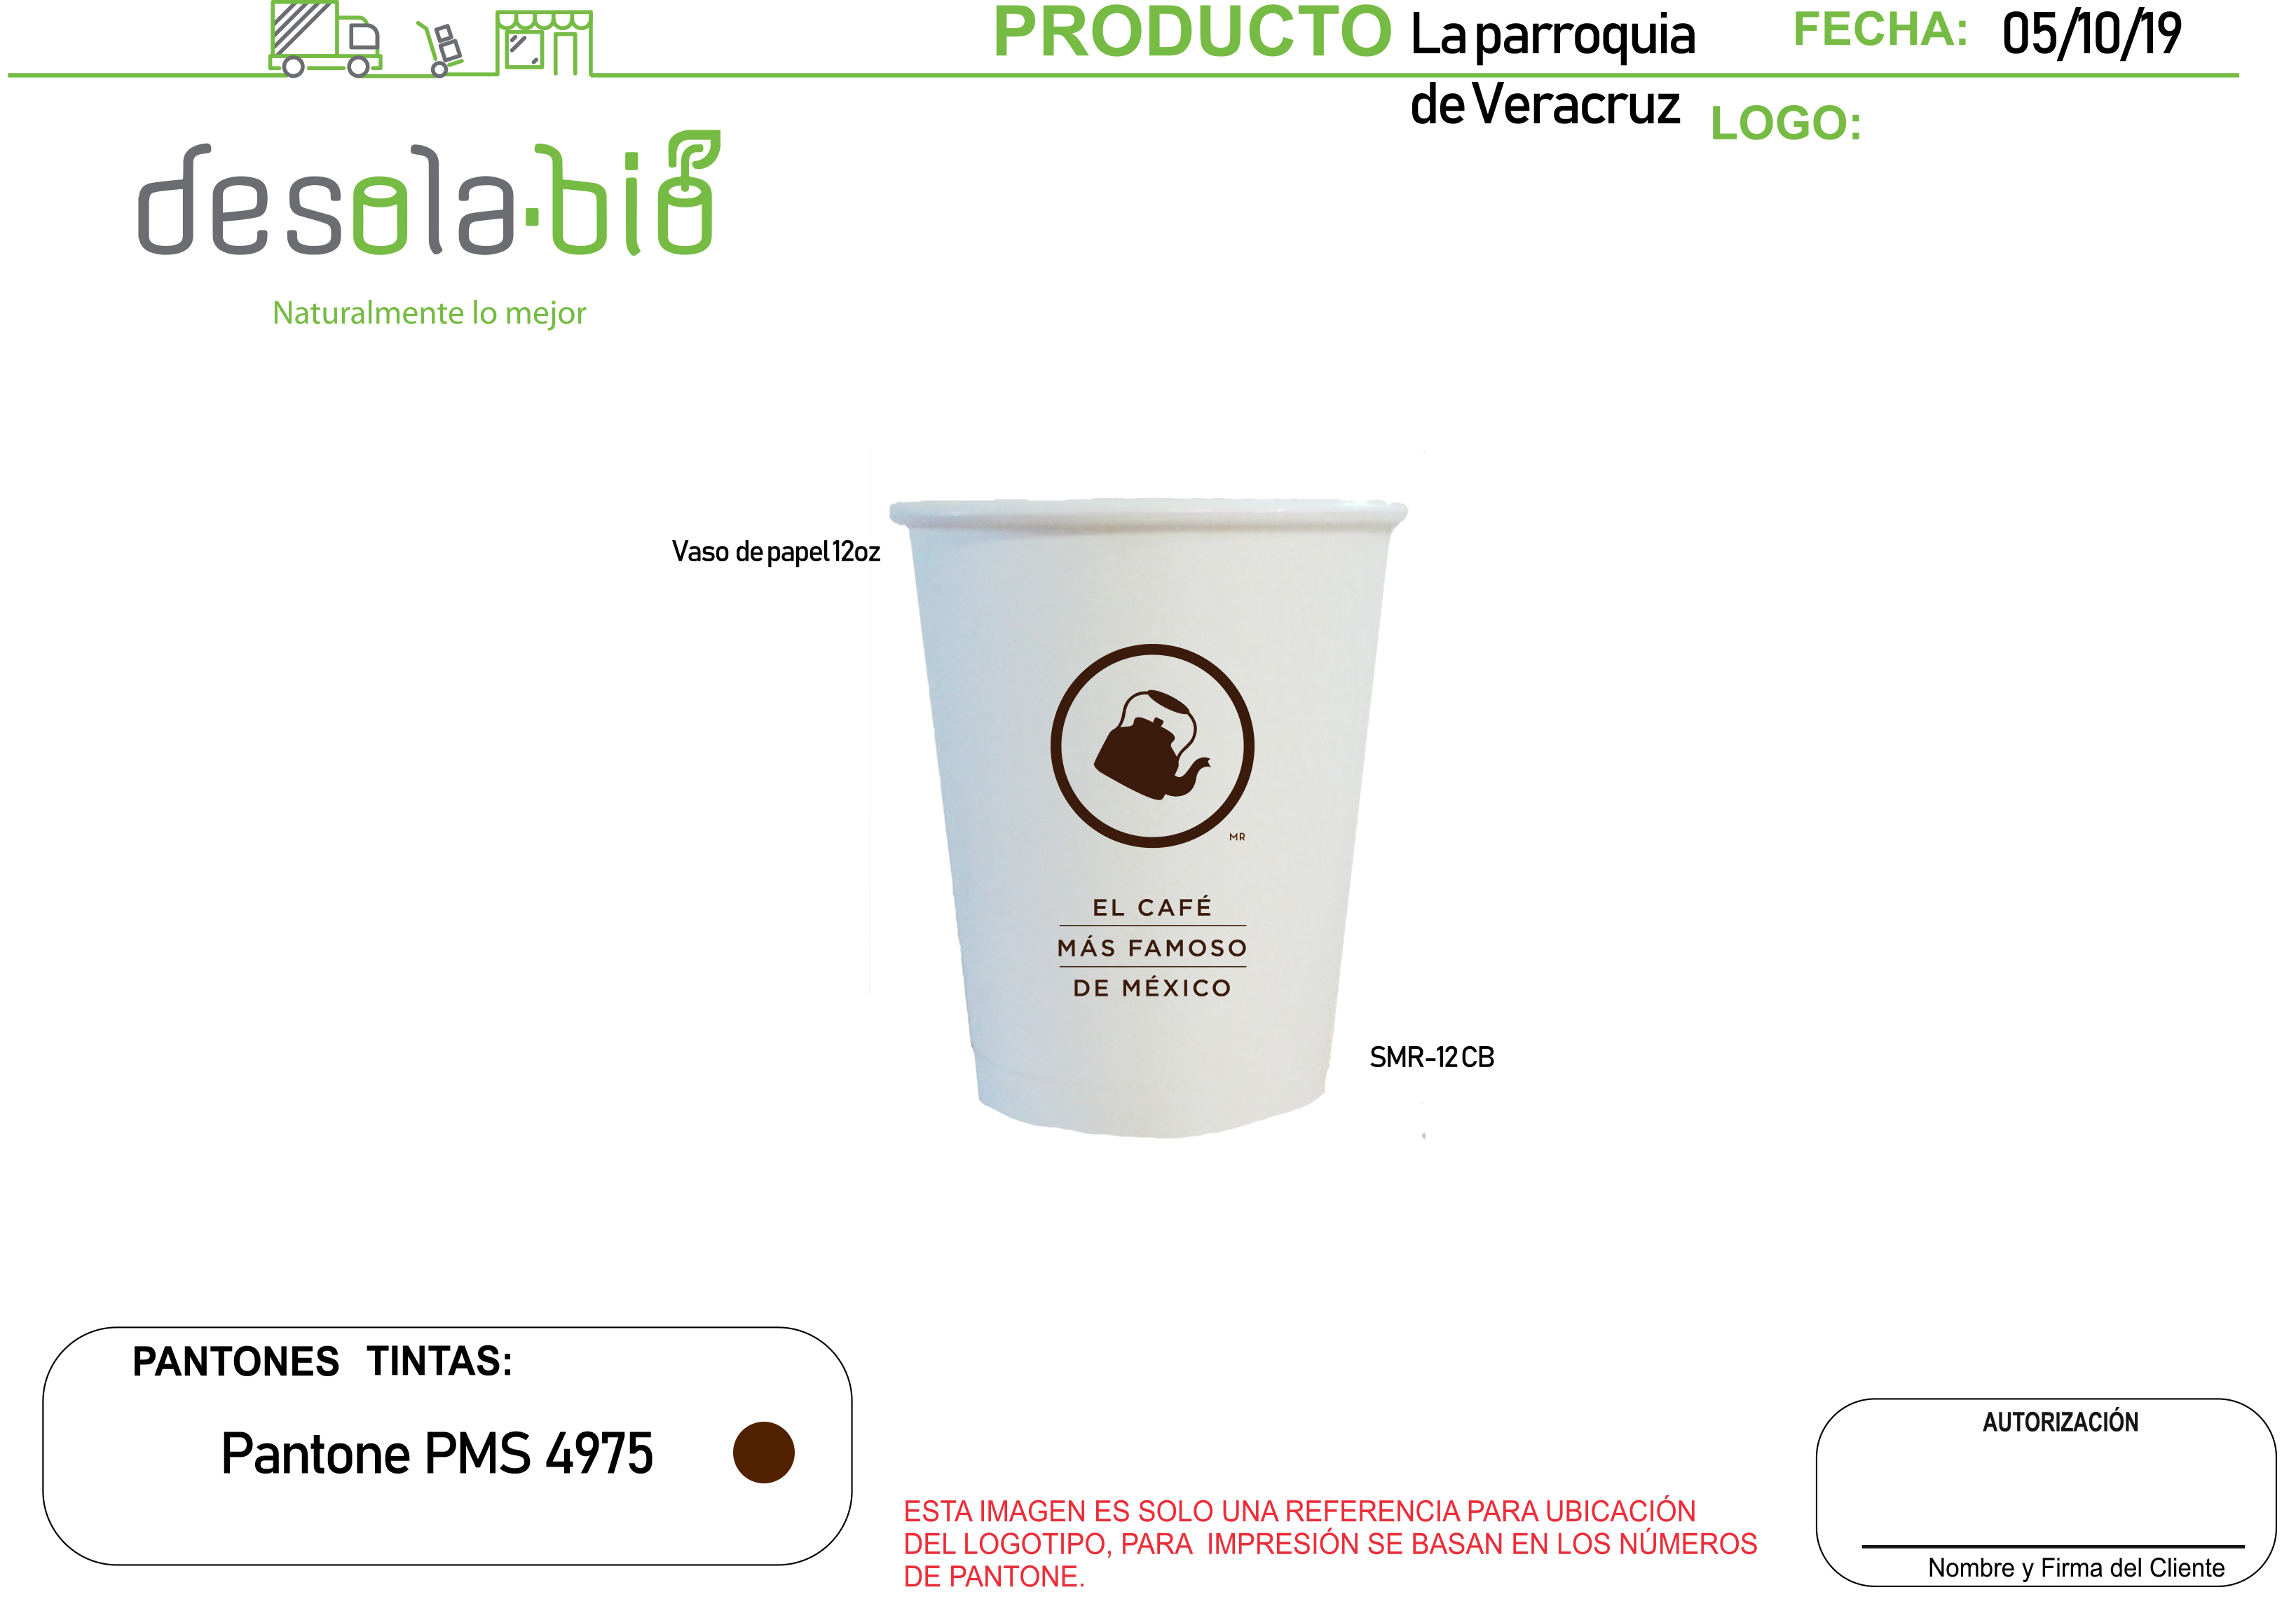 PRODUCTO La parroquia
de Veracruz
FECHA: 05/10/19
LOGO:
desola.bio
Naturalmente lo mejor
Vaso de papel 12oz
MR
EL CAFÉ
MÁS FAMOSO
DE MÉXICO
SMR-12 CB
PANTONES TINTAS:
Pantone PMS 4975
ESTA IMAGEN ES SOLO UNA REFERENCIA PARA UBICACIÓN
DEL LOGOTIPO, PARA IMPRESIÓN SE BASAN EN LOS NÚMEROS
DE PANTONE.
AUTORIZACIÓN
Nombre y Firma del Cliente